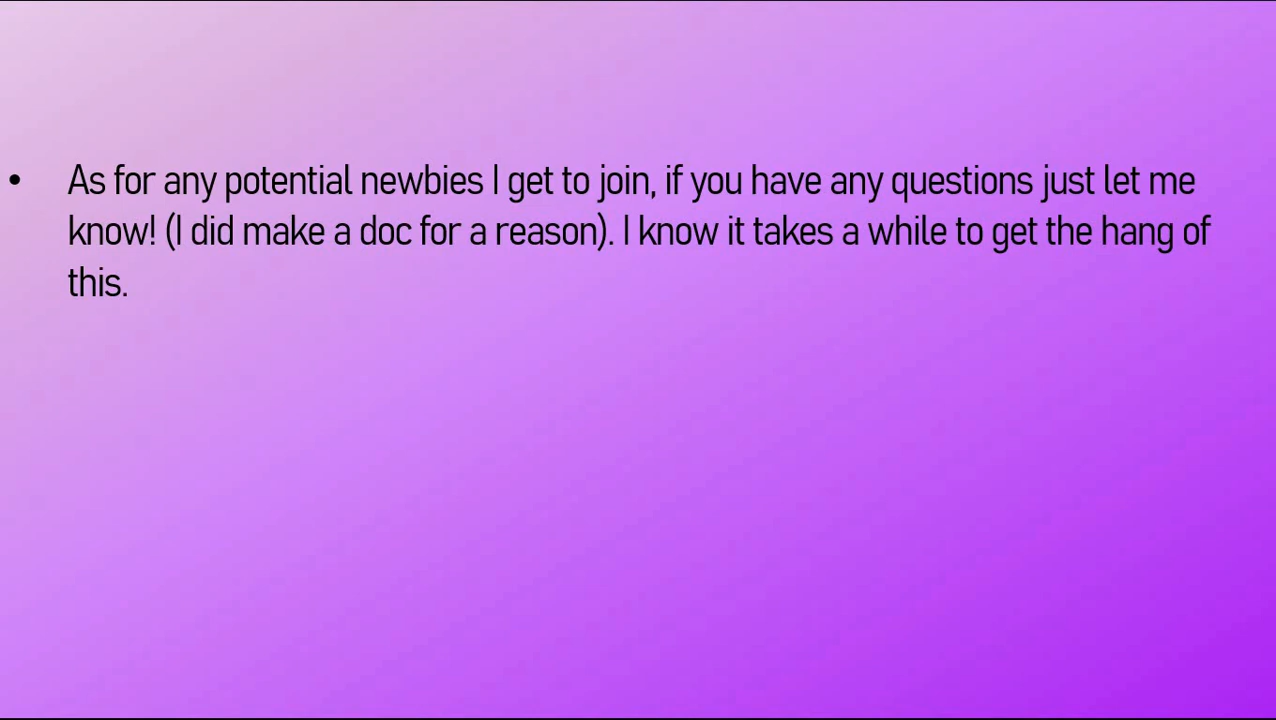 • As for any potential newbies I get to join, if you have any questions just let me
know! (I did make a doc for a reason). I know it takes a while to get the hang of
this.